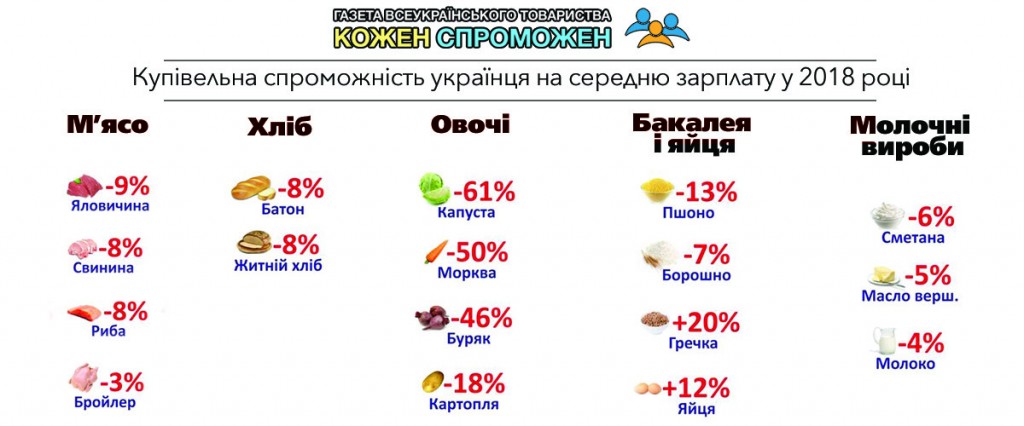 ГАЗЕТА ВСЕУКРАЇНСЬКОГО ТОВАРИСТВА
КОЖЕН СПРОМОЖЕН
Купівельна спроможність українця на середню зарплату у 2018 році
М'ясо
-9%
Яловичина
-8%
Свинина
-8%
Риба
-3%
Бройлер
Хліб
-8%
Батон
-8%
Житній хліб
Овочі
-61%
Капуста
-50%
Морква
-46%
Буряк
-18%
Картопля
Бакалея
і яйця
-13%
Пшоно
-7%
Борошно
+20%
Гречка
+12%
Яйця
Молочні
вироби
-6%
Сметана
-5%
Масло верш.
-4%
Молоко